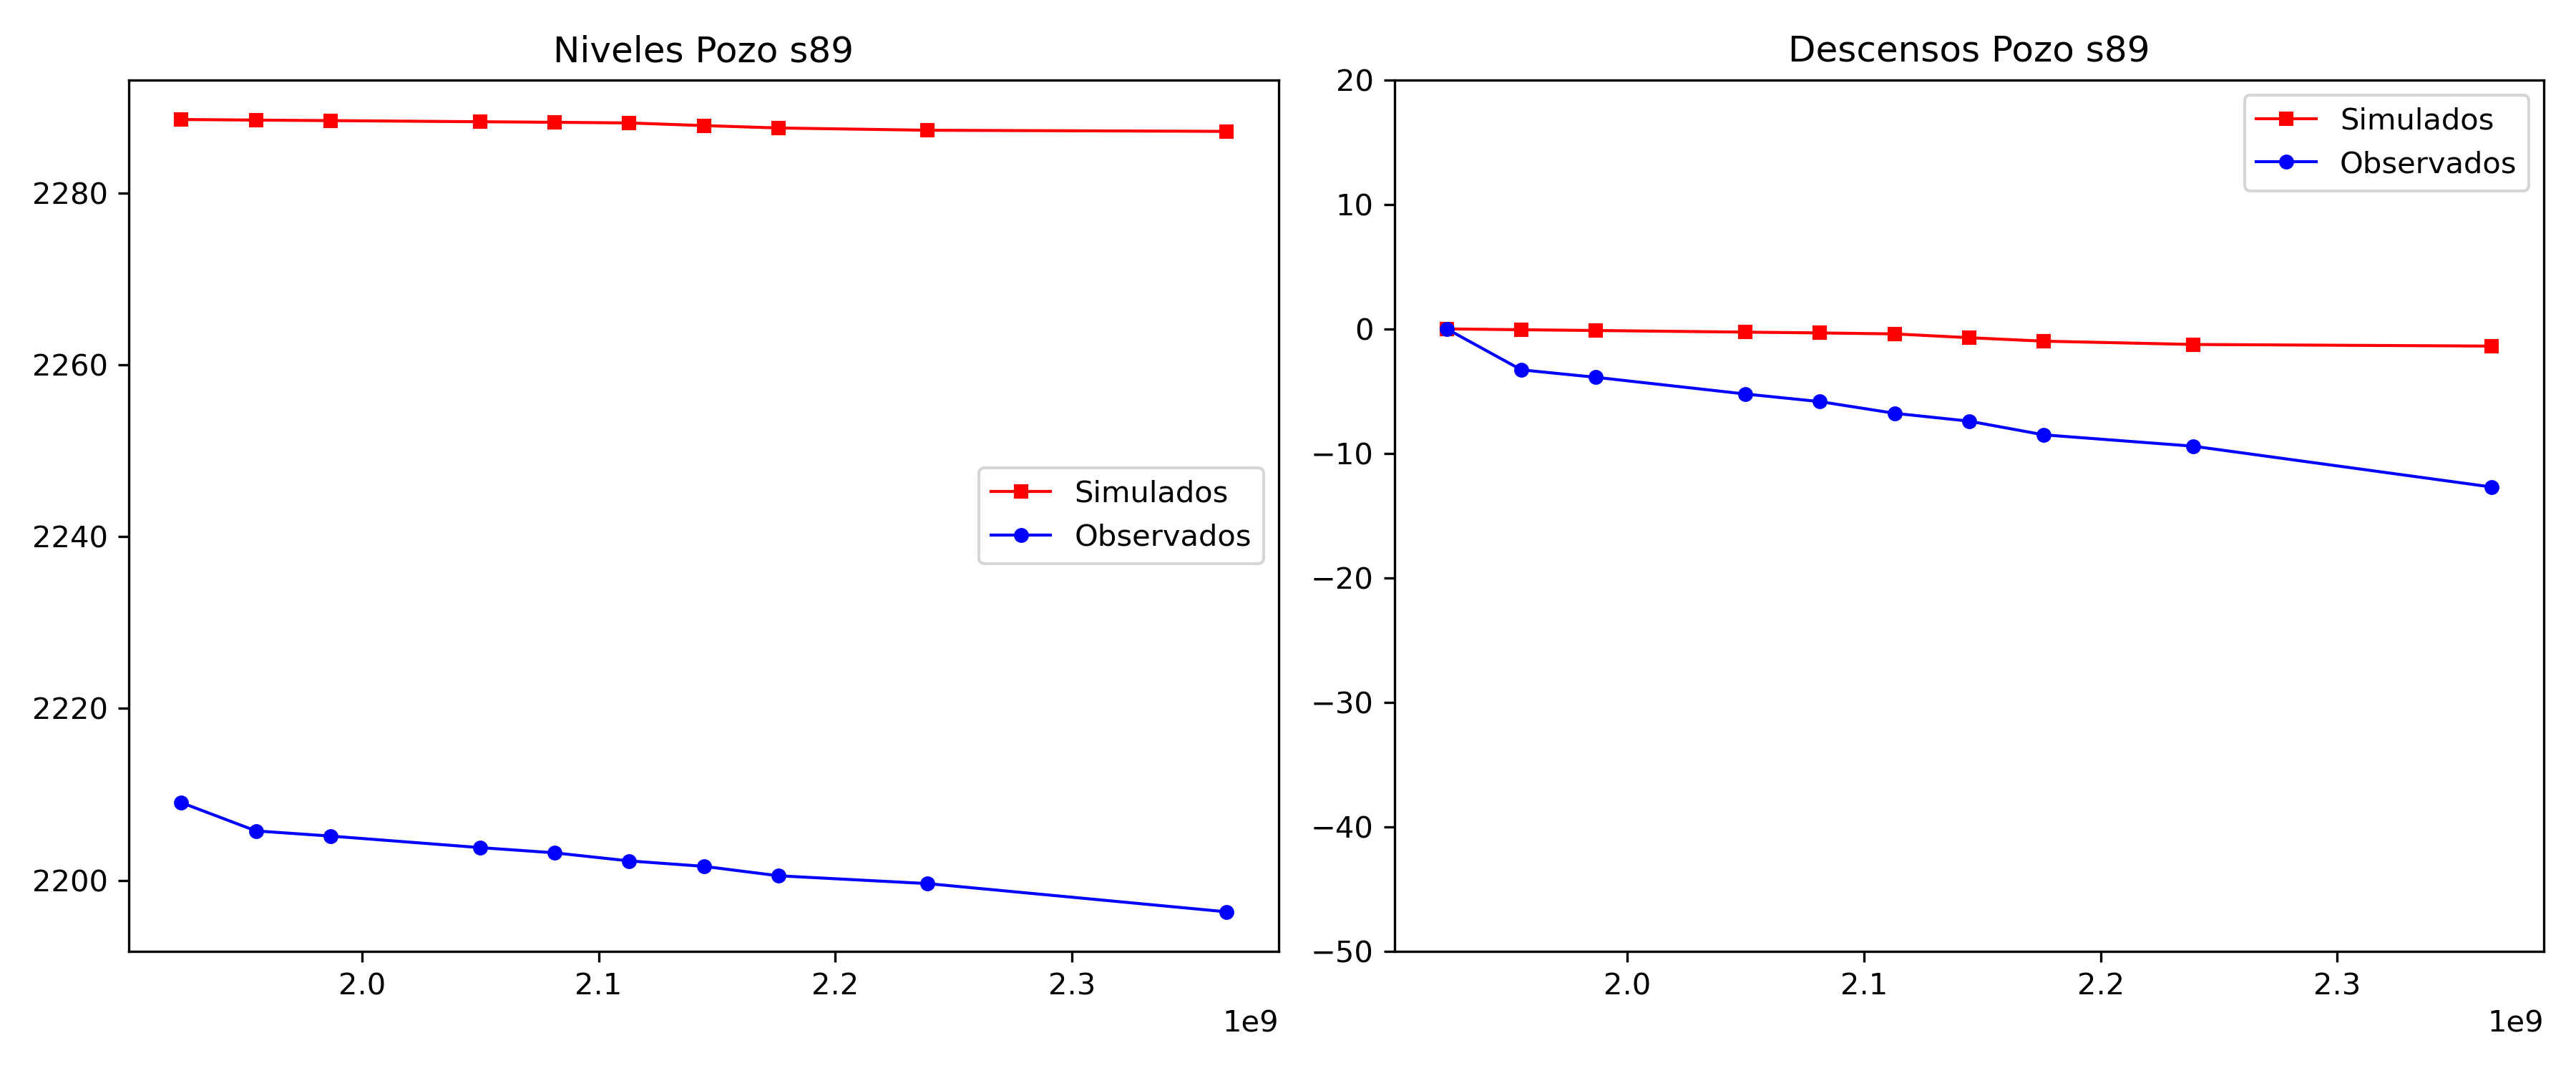 Niveles Pozo s89
2280
2260
2240
2220
2200
Simulados
Observados
2.0 2.1 2.2 2.3
1e9
Descensos Pozo s89
20
10
0
−10
−20
−30
−40
−50
Simulados
Observados
2.0 2.1 2.2 2.3
1e9